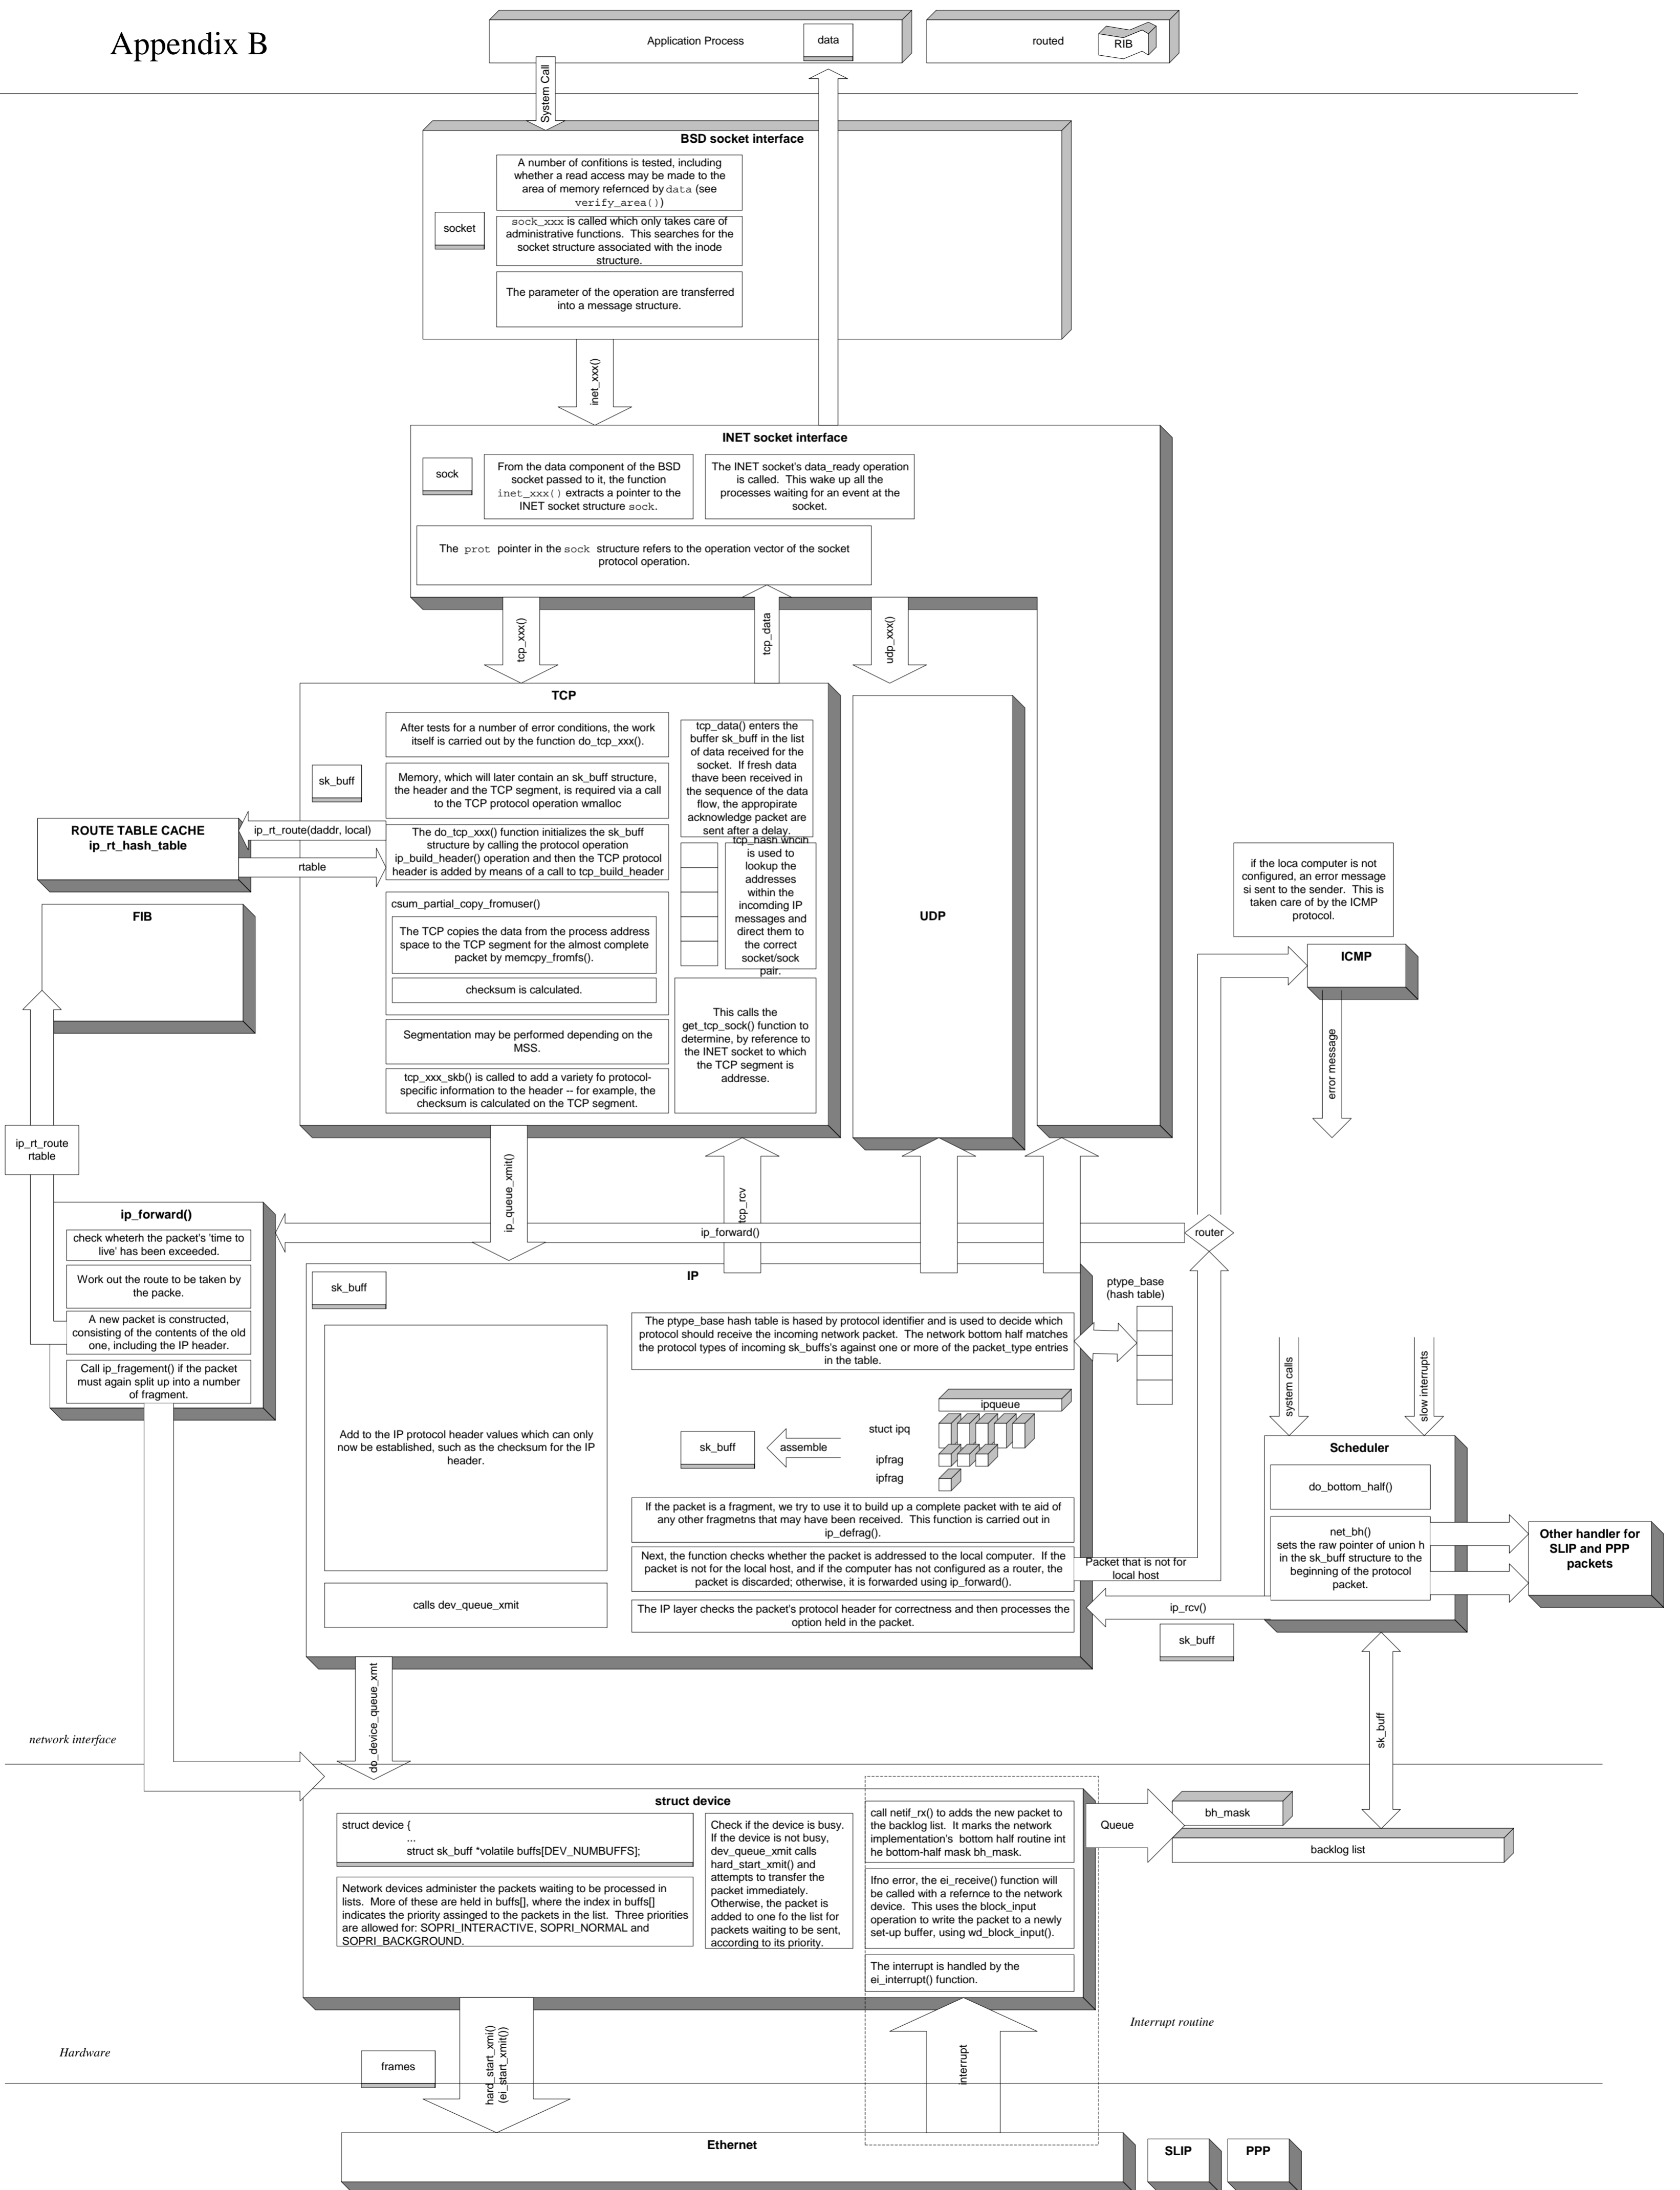 Appendix B
Application Process
data
routed
RIB
System Call
BSD socket interface
A number of confitions is tested, including
whether a read access may be made to the
area of memory refernced by data (see
verify_area())
socket
sock_xxx is called which only takes care of
administrative functions. This searches for the
socket structure associated with the inode
structure.
The parameter of the operation are transferred
into a message structure.
inet_xxx()
INET socket interface
sock
From the data component of the BSD
socket passed to it, the function
inet_xxx() extracts a pointer to the
INET socket structure sock.
The INET socket's data_ready operation
is called. This wake up all the
processes waiting for an event at the
socket.
The prot pointer in the sock structure refers to the operation vector of the socket
protocol operation.
tcp_xxx()
tcp_data
udp_xxx()
TCP
After tests for a number of error conditions, the work
itself is carried out by the function do_tcp_xxx().
sk_buff
Memory, which will later contain an sk_buff structure,
the header and the TCP segment, is required via a call
to the TCP protocol operation wmalloc
The do_tcp_xxx() function initializes the sk_buff
structure by calling the protocol operation
ip_build_header() operation and then the TCP protocol
header is added by means of a call to tcp_build_header
csum_partial_copy_fromuser()
The TCP copies the data from the process address
space to the TCP segment for the almost complete
packet by memcpy_fromfs().
checksum is calculated.
Segmentation may be performed depending on the
MSS.
tcp_xxx_skb() is called to add a variety fo protocol-
specific information to the header -- for example, the
checksum is calculated on the TCP segment.
tcp_data() enters the
buffer sk_buff in the list
of data received for the
socket. If fresh data
thave been received in
the sequence of the data
flow, the appropirate
acknowledge packet are
sent after a delay.
tcp_hash whcih
is used to
lookup the
addresses
within the
incomding IP
messages and
direct them to
the correct
socket/sock
pair.
This calls the
get_tcp_sock() function to
determine, by reference to
the INET socket to which
the TCP segment is
addresse.
UDP
ROUTE TABLE CACHE
ip_rt_hash_table
ip_rt_route(daddr, local)
rtable
FIB
if the loca computer is not
configured, an error message
si sent to the sender. This is
taken care of by the ICMP
protocol.
ICMP
error message
ip_rt_route
rtable
ip_queue_xmit()
tcp_rcv
ip_forward()
router
ip_forward()
check wheterh the packet's 'time to
live' has been exceeded.
Work out the route to be taken by
the packe.
A new packet is constructed,
consisting of the contents of the old
one, including the IP header.
Call ip_fragement() if the packet
must again split up into a number
of fragment.
IP
sk_buff
Add to the IP protocol header values which can only
now be established, such as the checksum for the IP
header.
calls dev_queue_xmit
The ptype_base hash table is hased by protocol identifier and is used to decide which
protocol should receive the incoming network packet. The network bottom half matches
the protocol types of incoming sk_buffs's against one or more of the packet_type entries
in the table.
ptype_base
(hash table)
ipqueue
stuct ipq
sk_buff
assemble
ipfrag
ipfrag
If the packet is a fragment, we try to use it to build up a complete packet with te aid of
any other fragmetns that may have been received. This function is carried out in
ip_defrag().
Next, the function checks whether the packet is addressed to the local computer. If the
packet is not for the local host, and if the computer has not configured as a router, the
packet is discarded; otherwise, it is forwarded using ip_forward().
The IP layer checks the packet's protocol header for correctness and then processes the
option held in the packet.
Packet that is not for
local host
ip_rcv()
sk_buff
system calls
slow interrupts
Scheduler
do_bottom_half()
net_bh()
sets the raw pointer of union h
in the sk_buff structure to the
beginning of the protocol
packet.
Other handler for
SLIP and PPP
packets
sk_buff
do_device_queue_xmt
network interface
struct device
struct device {
...
struct sk_buff *volatile buffs[DEV_NUMBUFFS];
Network devices administer the packets waiting to be processed in
lists. More of these are held in buffs[], where the index in buffs[]
indicates the priority assinged to the packets in the list. Three priorities
are allowed for: SOPRI_INTERACTIVE, SOPRI_NORMAL and
SOPRI_BACKGROUND.
Check if the device is busy.
If the device is not busy,
dev_queue_xmit calls
hard_start_xmit() and
attempts to transfer the
packet immediately.
Otherwise, the packet is
added to one fo the list for
packets waiting to be sent,
according to its priority.
call netif_rx() to adds the new packet to
the backlog list. It marks the network
implementation's bottom half routine int
he bottom-half mask bh_mask.
Ifno error, the ei_receive() function will
be called with a refernce to the network
device. This uses the block_input
operation to write the packet to a newly
set-up buffer, using wd_block_input().
The interrupt is handled by the
ei_interrupt() function.
Queue
bh_mask
backlog list
Interrupt routine
Hardware
frames
hard_start_xmi()
(ei_start_xmit())
interrupt
Ethernet
SLIP
PPP